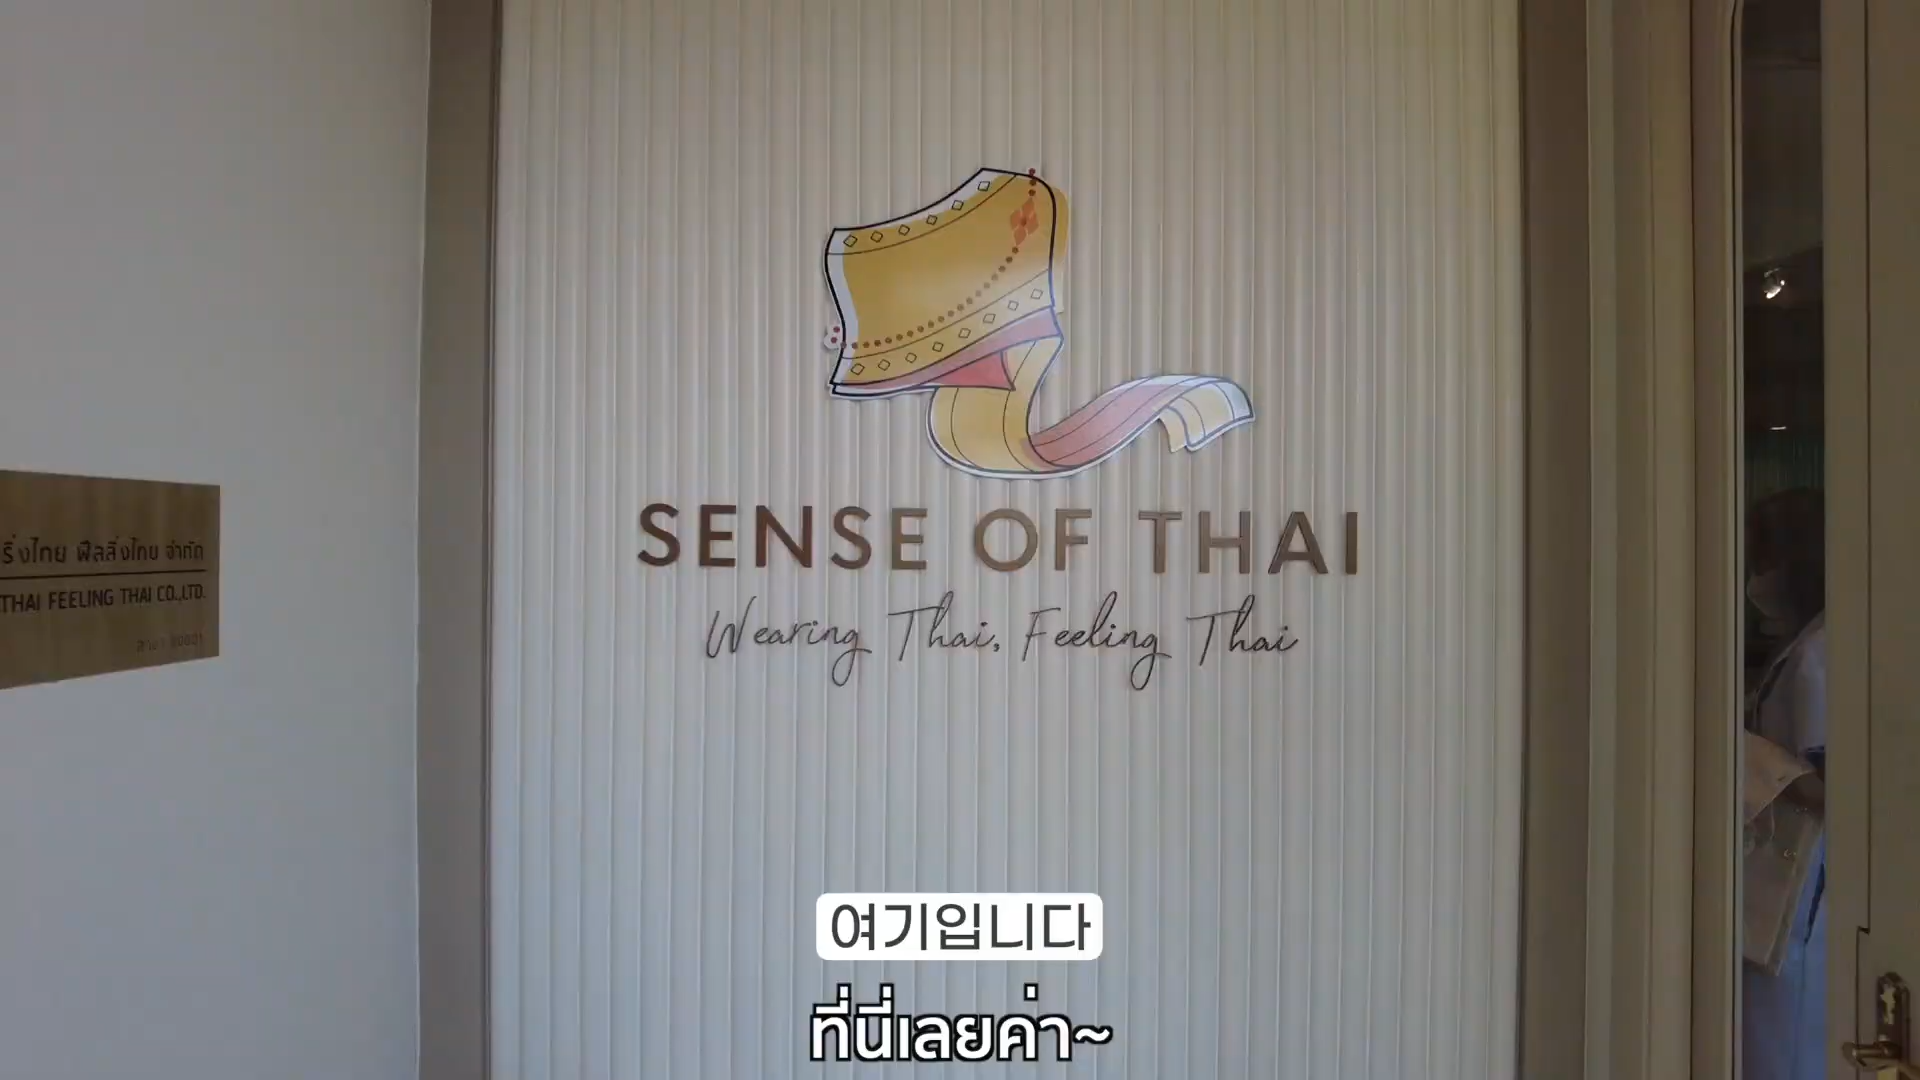 SENSE OF THAI
Wearing Thai, Feeling Thai
ริ่งไทย ฟีลลิ่งไทย จำกัด
THAI FEELING THAI CO.,LTD.
여기입니다
ที่นี่เลยค่า~